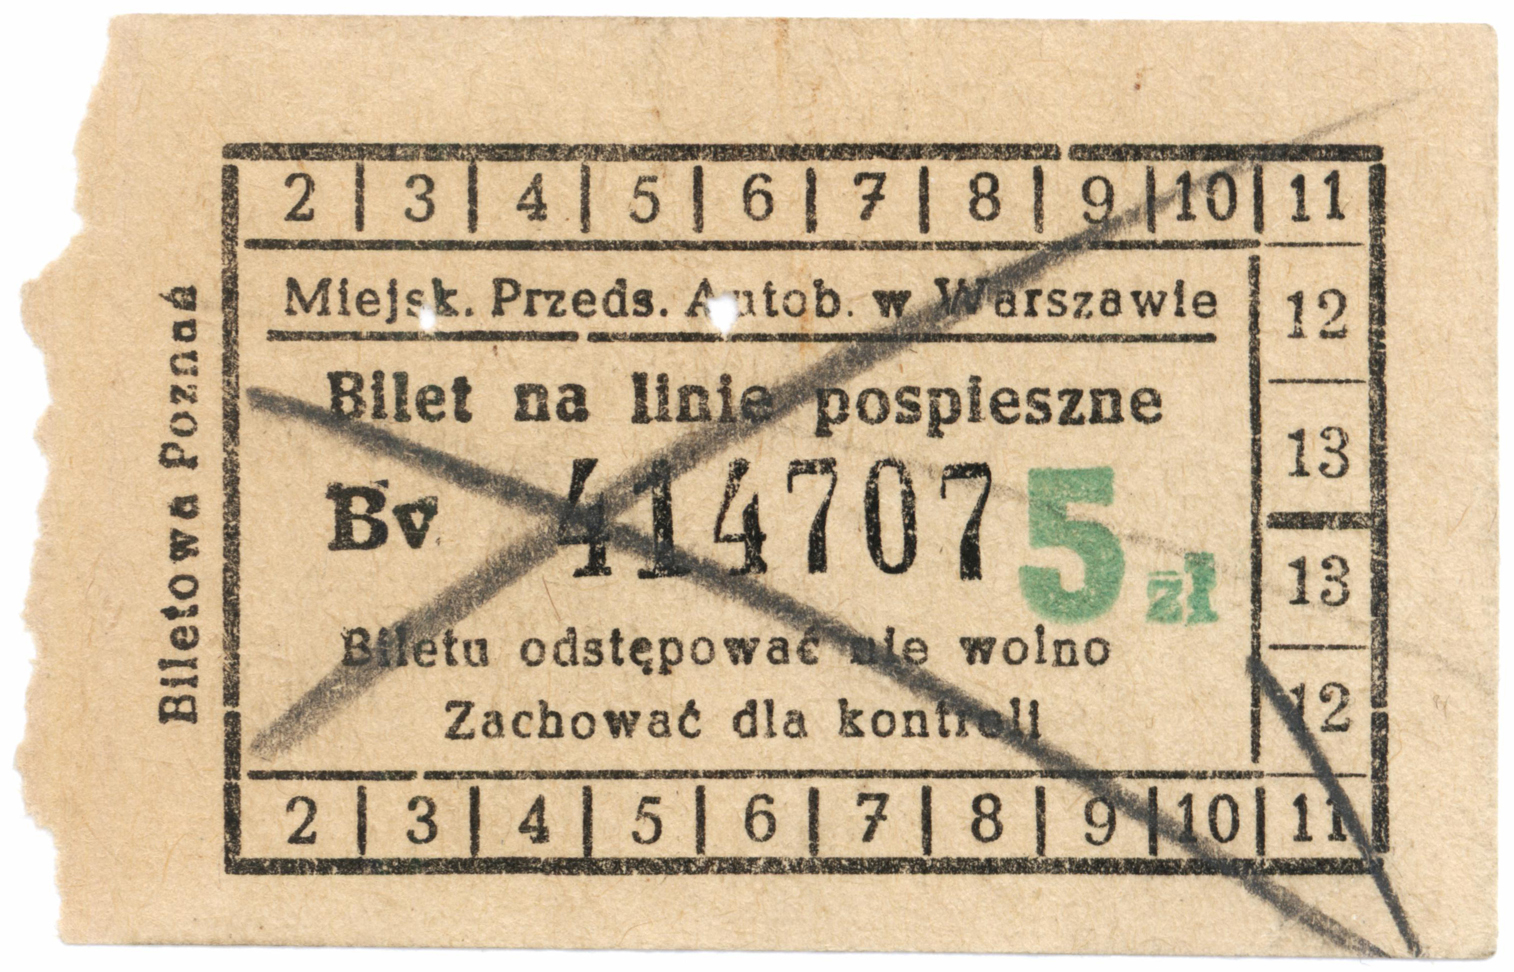 2 | 3 | 4 | 5 | 6 | 7 | 8 | 9 | 10 | 11
Miejsk. Przeds. Autob. w Warszawie
12
Bilet na linie pospieszne
13
Bv 414707 5 zł
13
Biletu odstępować nie wolno
12
Zachować dla kontroli
2 | 3 | 4 | 5 | 6 | 7 | 8 | 9 | 10 | 11
Biletowa Poznań